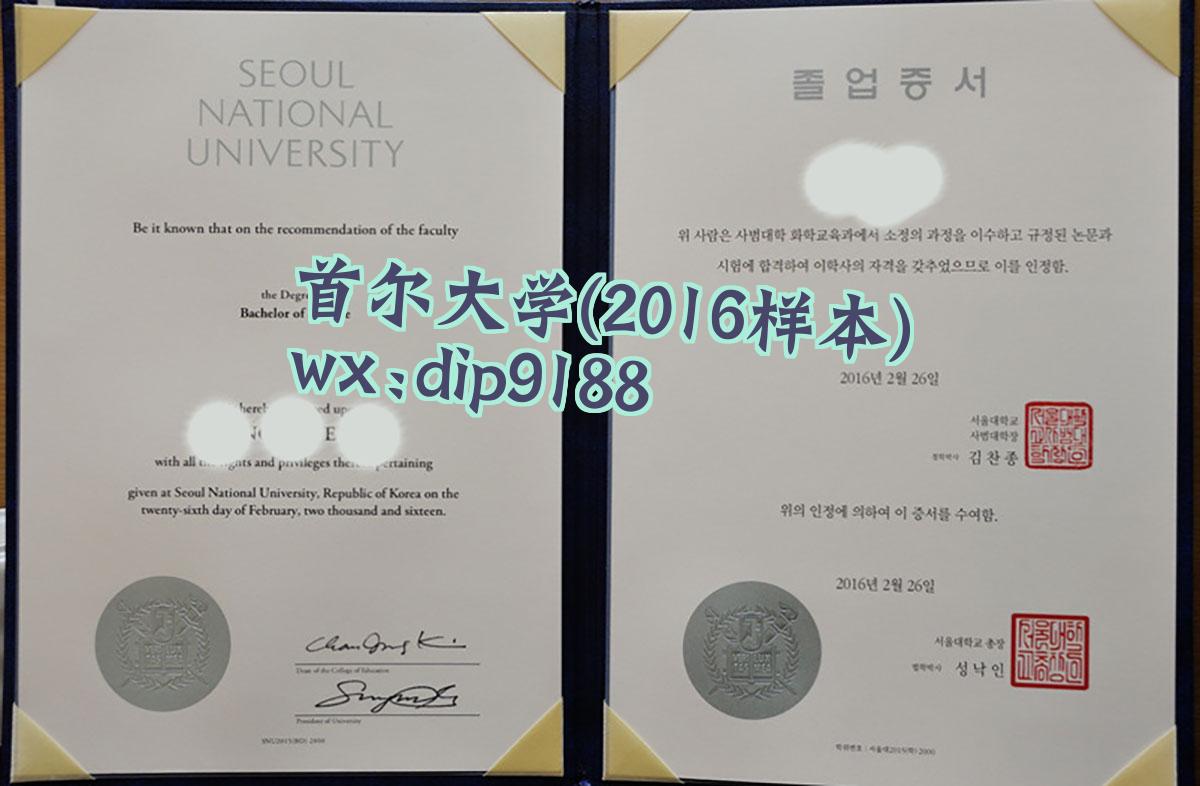 SEOUL
NATIONAL
UNIVERSITY
Be it known that on the recommendation of the faculty
the
Bachelor of
with all and privileges
given at Seoul National University, Republic of Korea on the
twenty-sixth day of February, two thousand and sixteen.
Dean of the College of Education
President of University
졸업증서
위 사람은 사범대학 화학교육과에서 소정의 과정을 이수하고 규정된 논문과
시험에 합격하여 이학사의 자격을 갖추었으므로 이를 인정함.
2016년 2월 26일
서울대학교
사범대학장
김찬종
위의 인정에 의하여 이 증서를 수여함.
2016년 2월 26일
서울대학교 총장
법학박사 성낙인
首尔大学(2016样本)
wx:dip9188